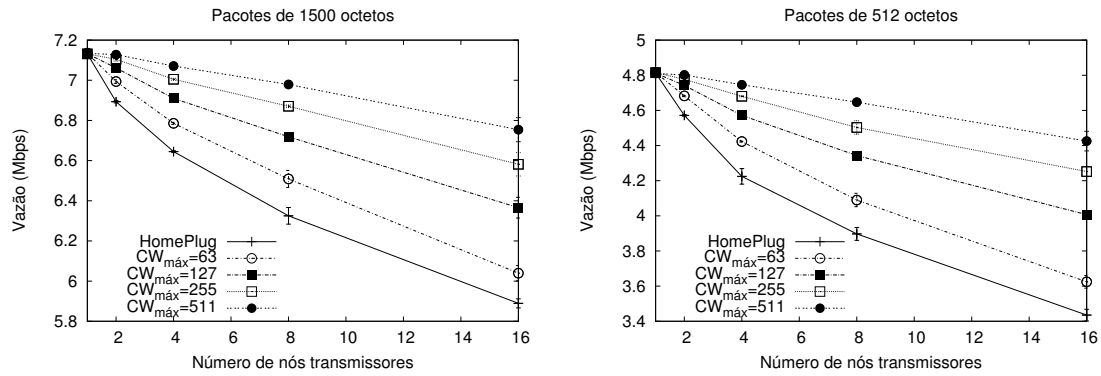 Pacotes de 1500 octetos
7.2
7
6.8
6.6
6.4
6.2
6
5.8
Vazão (Mbps)
HomePlug
CWmáx=63
CWmáx=127
CWmáx=255
CWmáx=511
2 4 6 8 10 12 14 16
Número de nós transmissores
Pacotes de 512 octetos
5
4.8
4.6
4.4
4.2
4
3.8
3.6
3.4
Vazão (Mbps)
HomePlug
CWmáx=63
CWmáx=127
CWmáx=255
CWmáx=511
2 4 6 8 10 12 14 16
Número de nós transmissores